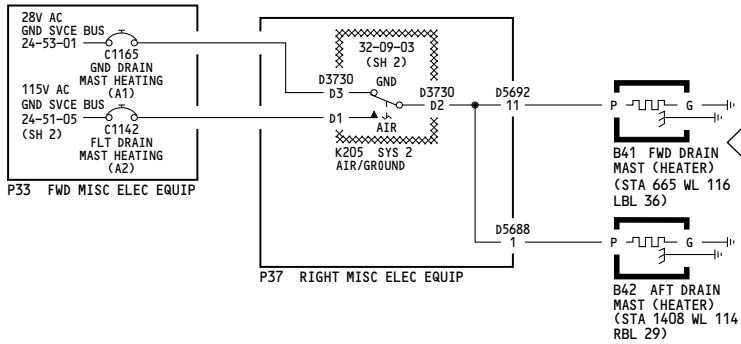 28V AC
GND SVCE BUS
24-53-01
C1165
GND DRAIN
MAST HEATING
(A1)
115V AC
GND SVCE BUS
24-51-05
(SH 2)
C1142
FLT DRAIN
MAST HEATING
(A2)
P33 FWD MISC ELEC EQUIP
32-09-03
(SH 2)
D3730
D3
GND
D3730
D2
D1
AIR
K205 SYS 2
AIR/GROUND
D5692
11
D5688
1
P37 RIGHT MISC ELEC EQUIP
P
G
B41 FWD DRAIN
MAST (HEATER)
(STA 665 WL 116
LBL 36)
P
G
B42 AFT DRAIN
MAST (HEATER)
(STA 1408 WL 114
RBL 29)